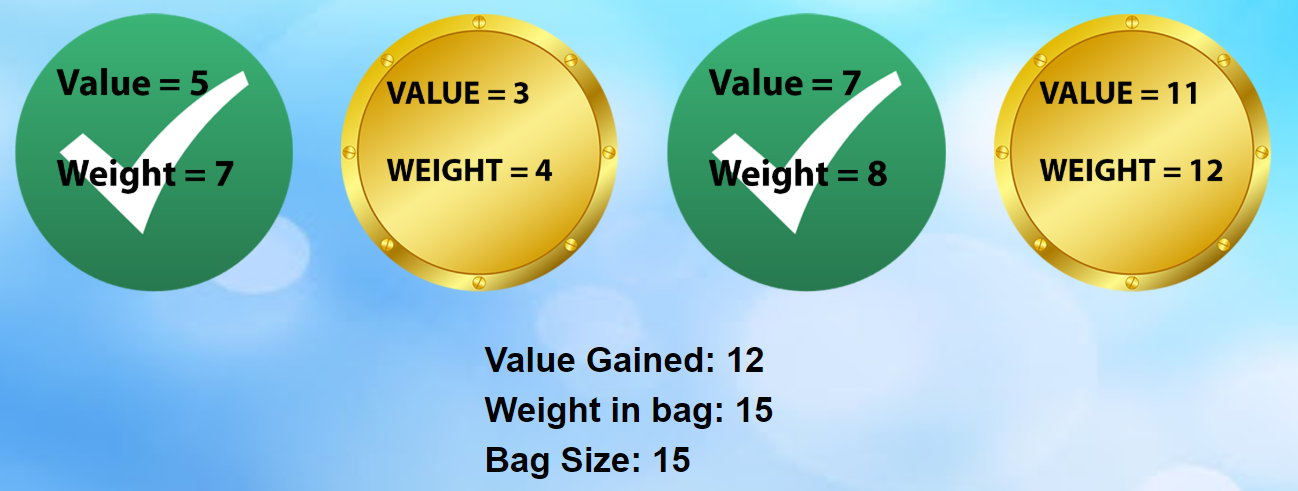 Value = 5
Weight = 7
VALUE = 3
WEIGHT = 4
Value = 7
Weight = 8
VALUE = 11
WEIGHT = 12
Value Gained: 12
Weight in bag: 15
Bag Size: 15